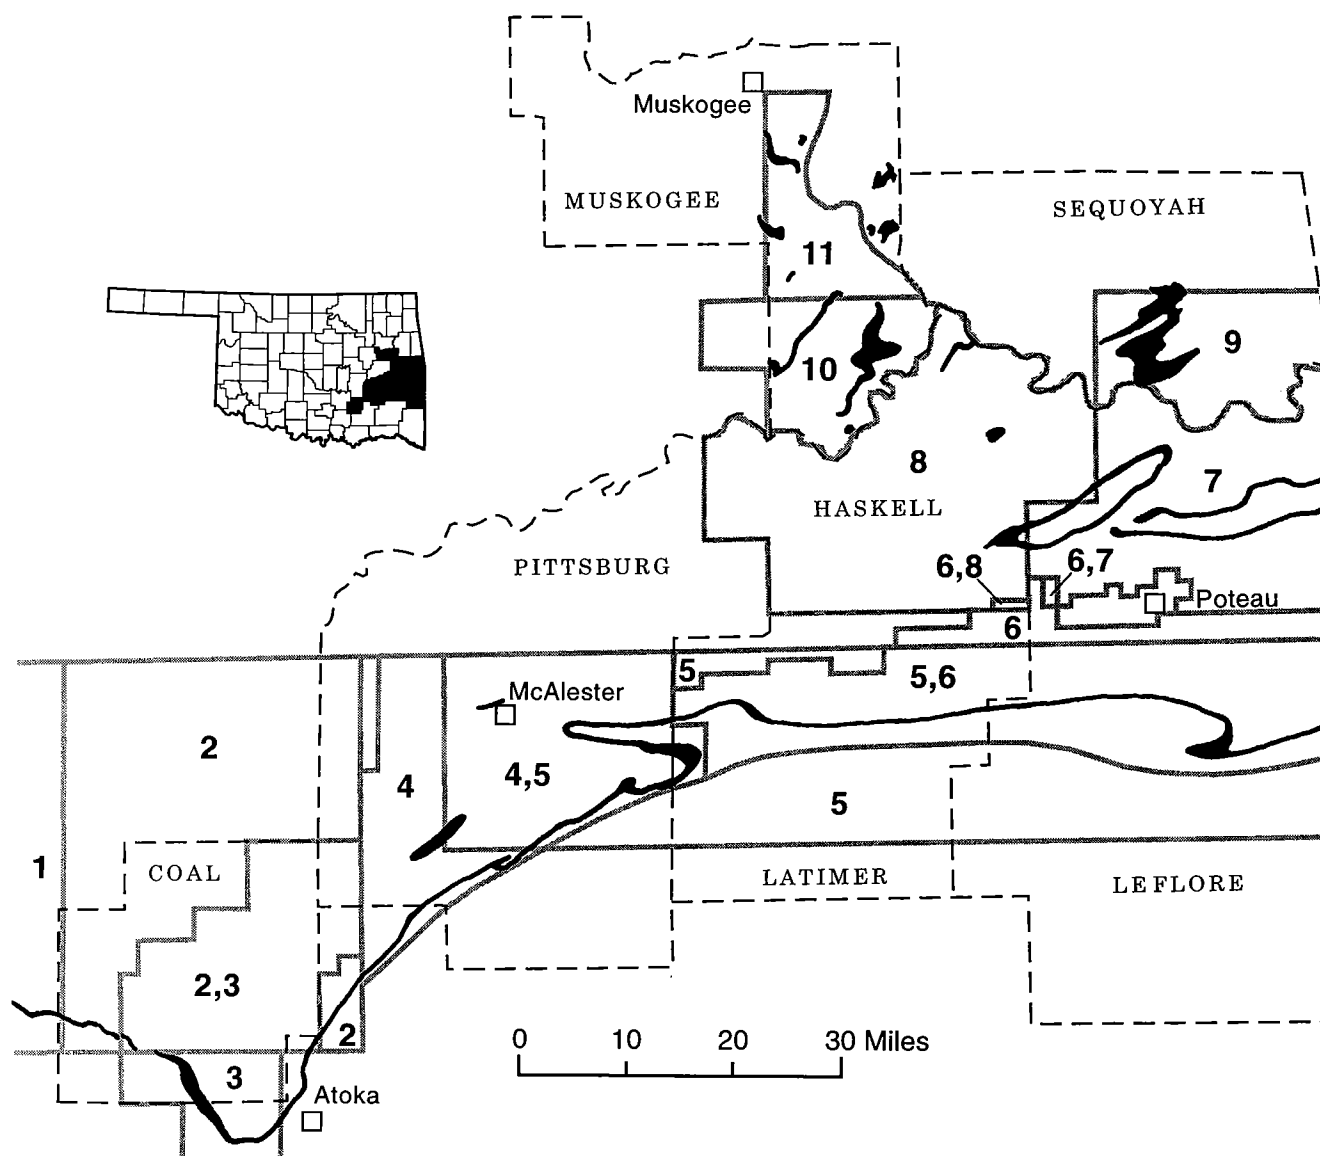 Muskogee
MUSKOGEE
SEQUOYAH
11
9
10
8
7
HASKELL
6,8
6,7
PITTSBURG
Poteau
6
5
5,6
McAlester
2
4
4,5
5
1
COAL
LATIMER
LEFLORE
2,3
2
0 10 20 30 Miles
3
Atoka